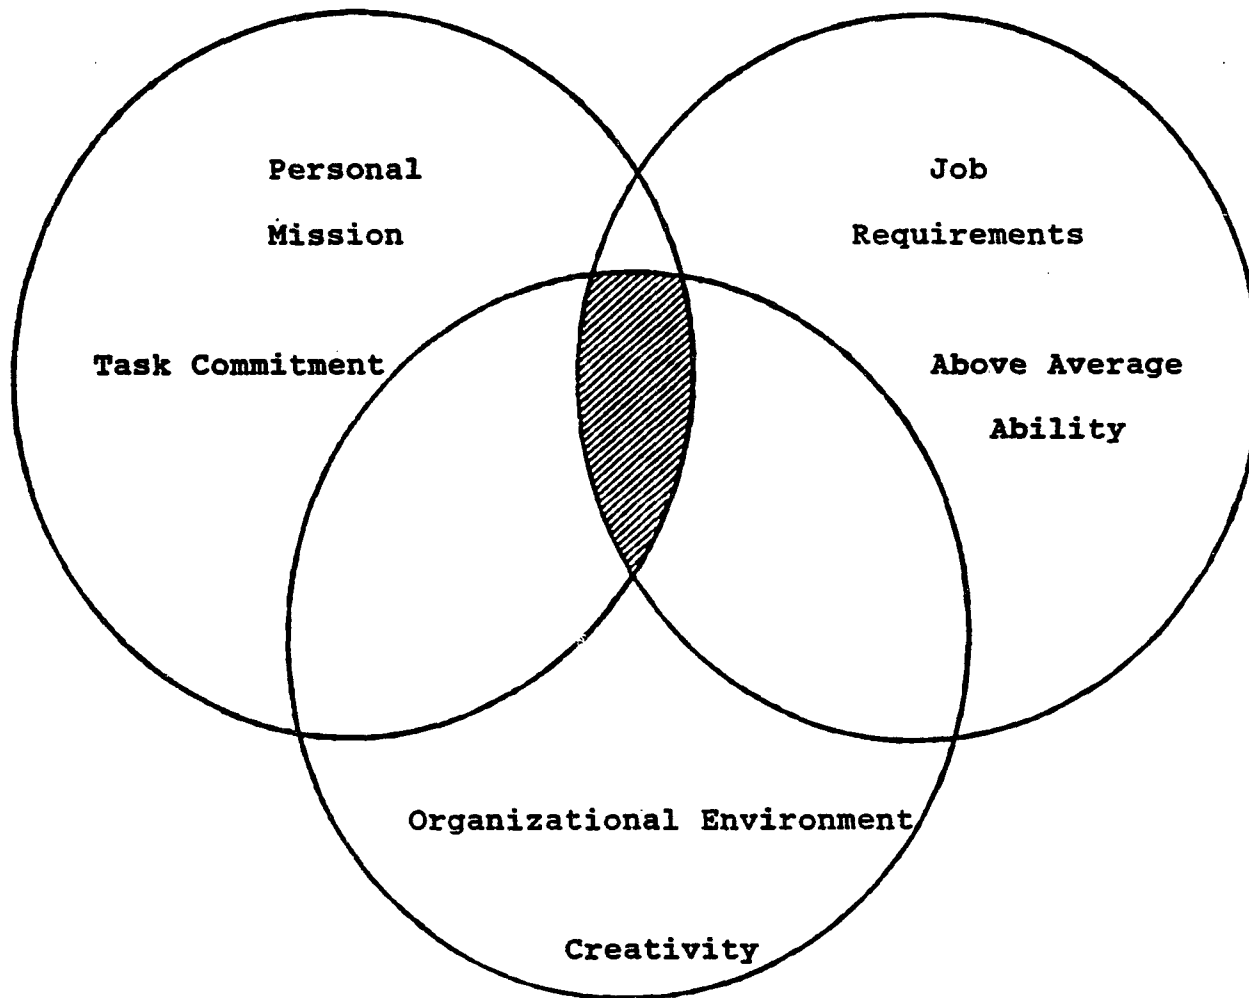 Personal
Mission
Task Commitment
Job
Requirements
Above Average
Ability
Organizational Environment
Creativity